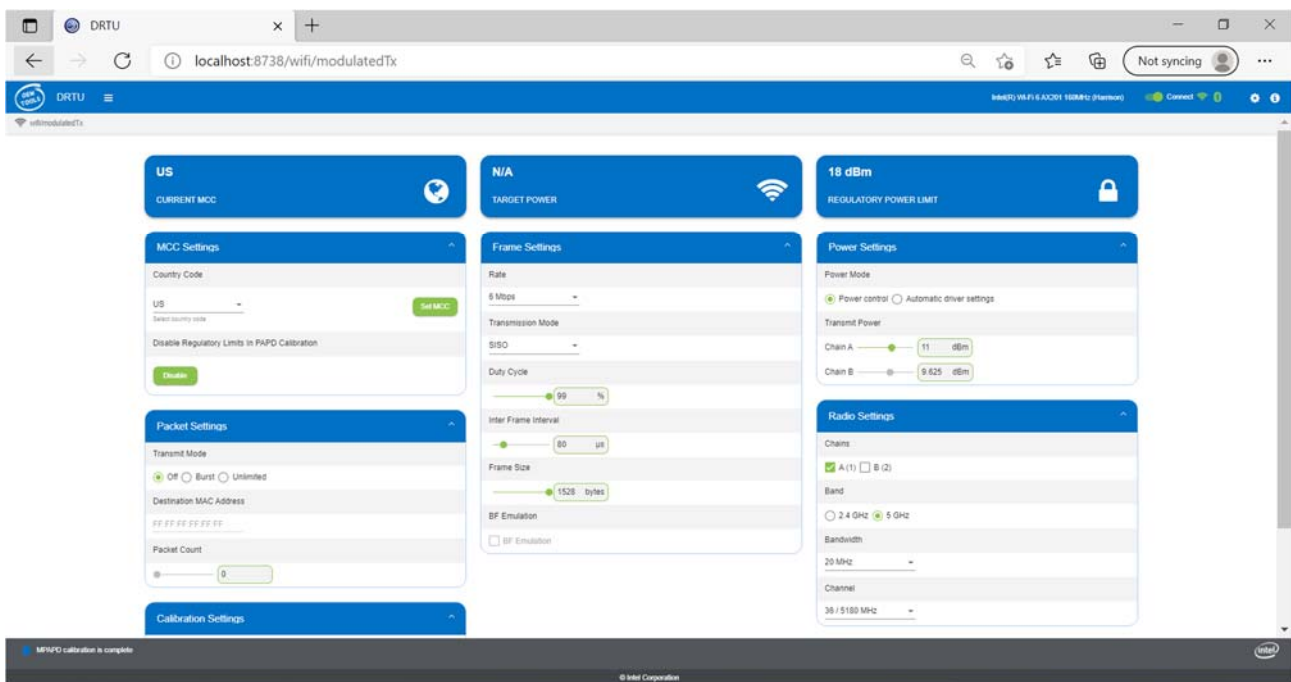 DRTU
localhost:8738/wifi/modulatedTx
Not syncing
OEM TOOLS
DRTU
Intel(R) Wi-Fi 6 AX201 160MHz (Harrison)
Connect
wifi/modulatedTx
US
CURRENT MCC
N/A
TARGET POWER
18 dBm
REGULATORY POWER LIMIT
MCC Settings
Country Code
US
Select country code
Set MCC
Disable Regulatory Limits in PAPD Calibration
Disable
Packet Settings
Transmit Mode
Off Burst Unlimited
Destination MAC Address
FF:FF:FF:FF:FF:FF
Packet Count
0
Calibration Settings
Frame Settings
Rate
6 Mbps
Transmission Mode
SISO
Duty Cycle
99 %
Inter Frame Interval
80 µs
Frame Size
1528 bytes
BF Emulation
BF Emulation
Power Settings
Power Mode
Power control Automatic driver settings
Transmit Power
Chain A 11 dBm
Chain B 9.625 dBm
Radio Settings
Chains
A (1) B (2)
Band
2.4 GHz 5 GHz
Bandwidth
20 MHz
Channel
36 / 5180 MHz
MPAPD calibration is complete
intel
© Intel Corporation